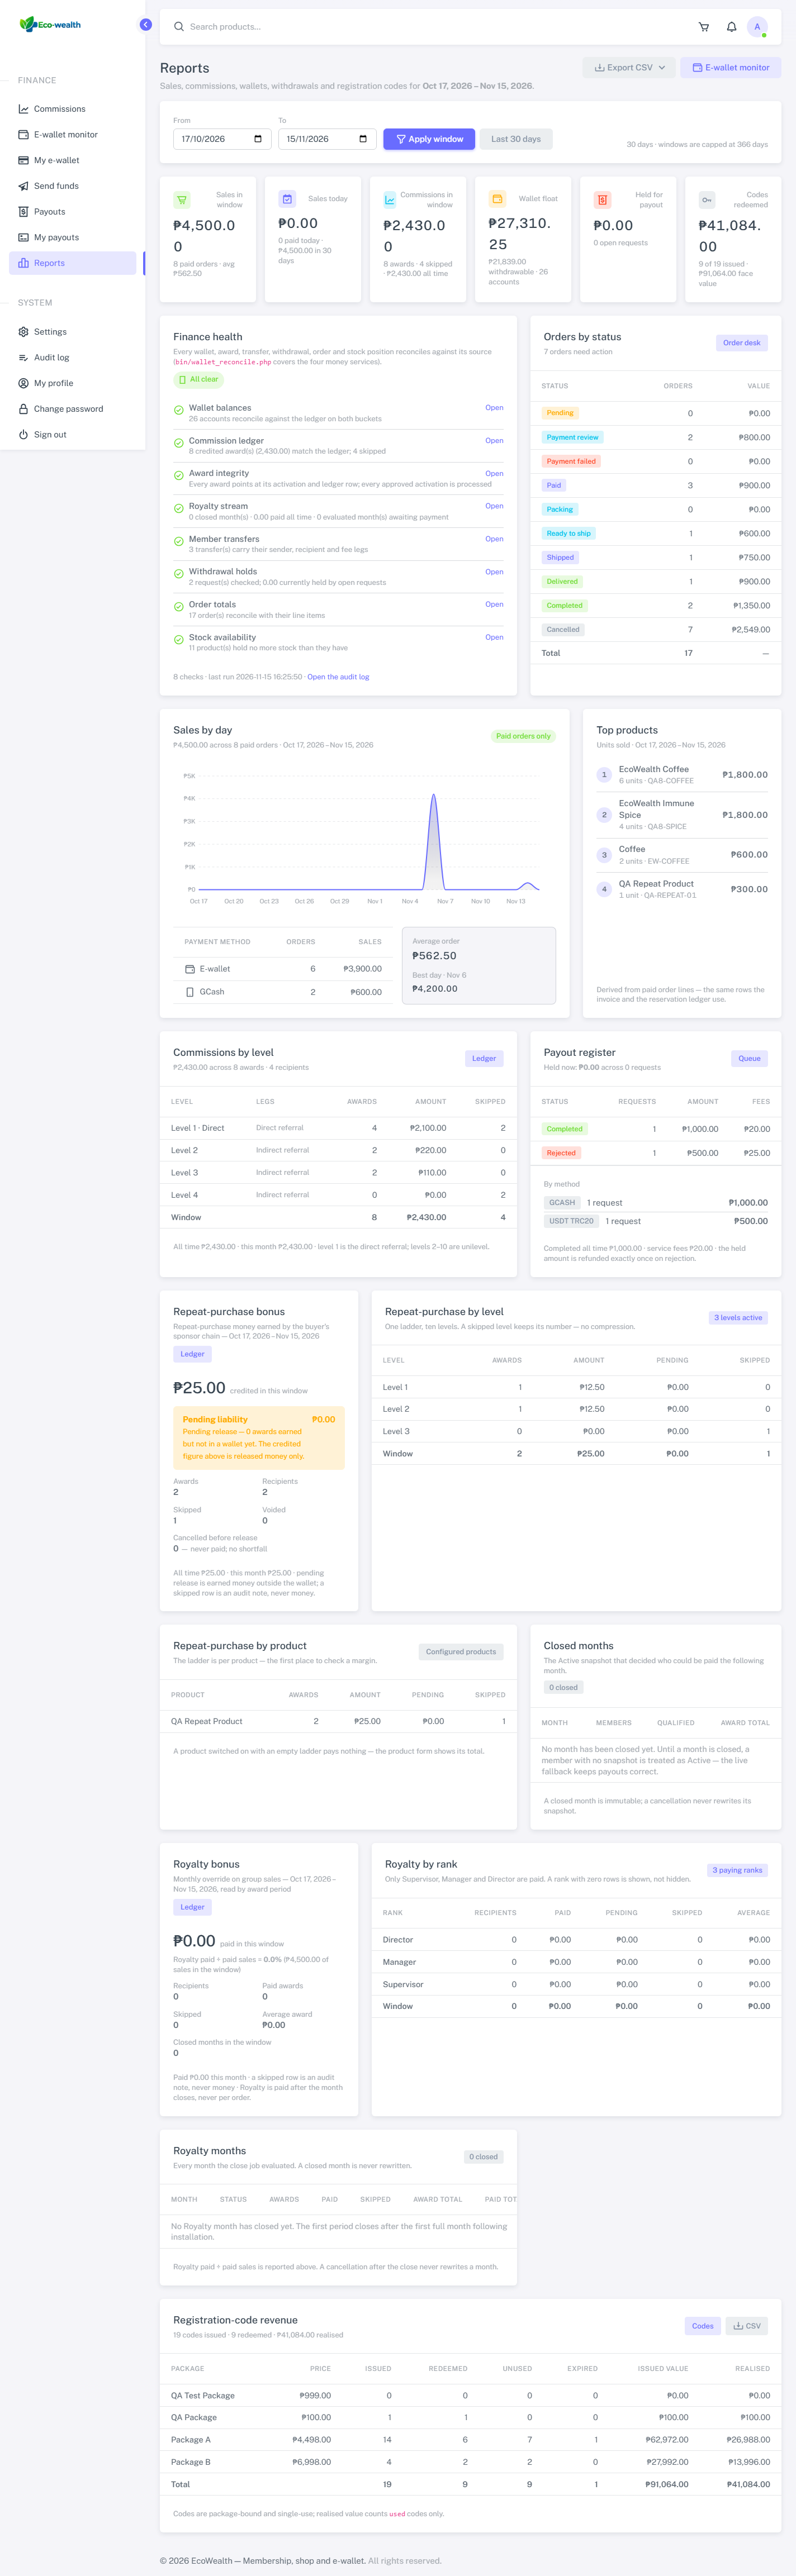 Eco-wealth
Search products...
A
FINANCE
Commissions
E-wallet monitor
My e-wallet
Send funds
Payouts
My payouts
Reports
SYSTEM
Settings
Audit log
My profile
Change password
Sign out
Reports
Export CSV
E-wallet monitor
Sales, commissions, wallets, withdrawals and registration codes for Oct 17, 2026 – Nov 15, 2026.
From
To
17/10/2026
15/11/2026
Apply window
Last 30 days
30 days · windows are capped at 366 days
Sales in
window
₱4,500.0
0
8 paid orders · avg
₱562.50
Sales today
₱0.00
0 paid today ·
₱4,500.00 in 30
days
Commissions in
window
₱2,430.0
0
8 awards · 4 skipped
· ₱2,430.00 all time
Wallet float
₱27,310.
25
₱21,839.00
withdrawable · 26
accounts
Held for
payout
₱0.00
0 open requests
Codes
redeemed
₱41,084.
00
9 of 19 issued ·
₱91,064.00 face
value
Finance health
Every wallet, award, transfer, withdrawal, order and stock position reconciles against its source
(bin/wallet_reconcile.php covers the four money services).
All clear
Wallet balances
Open
26 accounts reconcile against the ledger on both buckets
Commission ledger
Open
8 credited award(s) (2,430.00) match the ledger; 4 skipped
Award integrity
Open
Every award points at its activation and ledger row; every approved activation is processed
Royalty stream
Open
0 closed month(s) · 0.00 paid all time · 0 evaluated month(s) awaiting payment
Member transfers
Open
3 transfer(s) carry their sender, recipient and fee legs
Withdrawal holds
Open
2 request(s) checked; 0.00 currently held by open requests
Order totals
Open
17 order(s) reconcile with their line items
Stock availability
Open
11 product(s) hold no more stock than they have
8 checks · last run 2026-11-15 16:25:50 · Open the audit log
Orders by status
7 orders need action
Order desk
STATUS ORDERS VALUE
Pending 0 ₱0.00
Payment review 2 ₱800.00
Payment failed 0 ₱0.00
Paid 3 ₱900.00
Packing 0 ₱0.00
Ready to ship 1 ₱600.00
Shipped 1 ₱750.00
Delivered 1 ₱900.00
Completed 2 ₱1,350.00
Cancelled 7 ₱2,549.00
Total 17 —
Sales by day
₱4,500.00 across 8 paid orders · Oct 17, 2026 – Nov 15, 2026
Paid orders only
₱5K
₱4K
₱3K
₱2K
₱1K
₱0
Oct 17 Oct 20 Oct 23 Oct 26 Oct 29 Nov 1 Nov 4 Nov 7 Nov 10 Nov 13
PAYMENT METHOD ORDERS SALES
E-wallet 6 ₱3,900.00
GCash 2 ₱600.00
Average order
₱562.50
Best day · Nov 6
₱4,200.00
Top products
Units sold · Oct 17, 2026 – Nov 15, 2026
1 EcoWealth Coffee ₱1,800.00
6 units · QA8-COFFEE
2 EcoWealth Immune
Spice ₱1,800.00
4 units · QA8-SPICE
3 Coffee ₱600.00
2 units · EW-COFFEE
4 QA Repeat Product ₱300.00
1 unit · QA-REPEAT-01
Derived from paid order lines — the same rows the
invoice and the reservation ledger use.
Commissions by level
₱2,430.00 across 8 awards · 4 recipients
Ledger
LEVEL LEGS AWARDS AMOUNT SKIPPED
Level 1 · Direct Direct referral 4 ₱2,100.00 2
Level 2 Indirect referral 2 ₱220.00 0
Level 3 Indirect referral 2 ₱110.00 0
Level 4 Indirect referral 0 ₱0.00 2
Window 8 ₱2,430.00 4
All time ₱2,430.00 · this month ₱2,430.00 · level 1 is the direct referral; levels 2–10 are unilevel.
Payout register
Held now: ₱0.00 across 0 requests
Queue
STATUS REQUESTS AMOUNT FEES
Completed 1 ₱1,000.00 ₱20.00
Rejected 1 ₱500.00 ₱25.00
By method
GCASH 1 request ₱1,000.00
USDT TRC20 1 request ₱500.00
Completed all time ₱1,000.00 · service fees ₱20.00 · the held
amount is refunded exactly once on rejection.
Repeat-purchase bonus
Repeat-purchase money earned by the buyer's
sponsor chain — Oct 17, 2026 – Nov 15, 2026
Ledger
₱25.00 credited in this window
Pending liability ₱0.00
Pending release — 0 awards earned
but not in a wallet yet. The credited
figure above is released money only.
Awards Recipients
2 2
Skipped Voided
1 0
Cancelled before release
0 — never paid; no shortfall
All time ₱25.00 · this month ₱25.00 · pending
release is earned money outside the wallet; a
skipped row is an audit note, never money.
Repeat-purchase by level
One ladder, ten levels. A skipped level keeps its number — no compression.
3 levels active
LEVEL AWARDS AMOUNT PENDING SKIPPED
Level 1 1 ₱12.50 ₱0.00 0
Level 2 1 ₱12.50 ₱0.00 0
Level 3 0 ₱0.00 ₱0.00 1
Window 2 ₱25.00 ₱0.00 1
Repeat-purchase by product
The ladder is per product — the first place to check a margin.
Configured products
PRODUCT AWARDS AMOUNT PENDING SKIPPED
QA Repeat Product 2 ₱25.00 ₱0.00 1
A product switched on with an empty ladder pays nothing — the product form shows its total.
Closed months
The Active snapshot that decided who could be paid the following
month.
0 closed
MONTH MEMBERS QUALIFIED AWARD TOTAL
No month has been closed yet. Until a month is closed, a
member with no snapshot is treated as Active — the live
fallback keeps payouts correct.
A closed month is immutable; a cancellation never rewrites its
snapshot.
Royalty bonus
Monthly override on group sales — Oct 17, 2026 –
Nov 15, 2026, read by award period
Ledger
₱0.00 paid in this window
Royalty paid ÷ paid sales = 0.0% (₱4,500.00 of
sales in the window)
Recipients Paid awards
0 0
Skipped Average award
0 ₱0.00
Closed months in the window
0
Paid ₱0.00 this month · a skipped row is an audit
note, never money · Royalty is paid after the month
closes, never per order.
Royalty by rank
Only Supervisor, Manager and Director are paid. A rank with zero rows is shown, not hidden.
3 paying ranks
RANK RECIPIENTS PAID PENDING SKIPPED AVERAGE
Director 0 ₱0.00 ₱0.00 0 ₱0.00
Manager 0 ₱0.00 ₱0.00 0 ₱0.00
Supervisor 0 ₱0.00 ₱0.00 0 ₱0.00
Window 0 ₱0.00 ₱0.00 0 ₱0.00
Royalty months
Every month the close job evaluated. A closed month is never rewritten.
0 closed
MONTH STATUS AWARDS PAID SKIPPED AWARD TOTAL PAID TOT
No Royalty month has closed yet. The first period closes after the first full month following
installation.
Royalty paid ÷ paid sales is reported above. A cancellation after the close never rewrites a month.
Registration-code revenue
19 codes issued · 9 redeemed · ₱41,084.00 realised
Codes
CSV
PACKAGE PRICE ISSUED REDEEMED UNUSED EXPIRED ISSUED VALUE REALISED
QA Test Package ₱999.00 0 0 0 0 ₱0.00 ₱0.00
QA Package ₱100.00 1 1 0 0 ₱100.00 ₱100.00
Package A ₱4,498.00 14 6 7 1 ₱62,972.00 ₱26,988.00
Package B ₱6,998.00 4 2 2 0 ₱27,992.00 ₱13,996.00
Total 19 9 9 1 ₱91,064.00 ₱41,084.00
Codes are package-bound and single-use; realised value counts used codes only.
© 2026 EcoWealth — Membership, shop and e-wallet. All rights reserved.